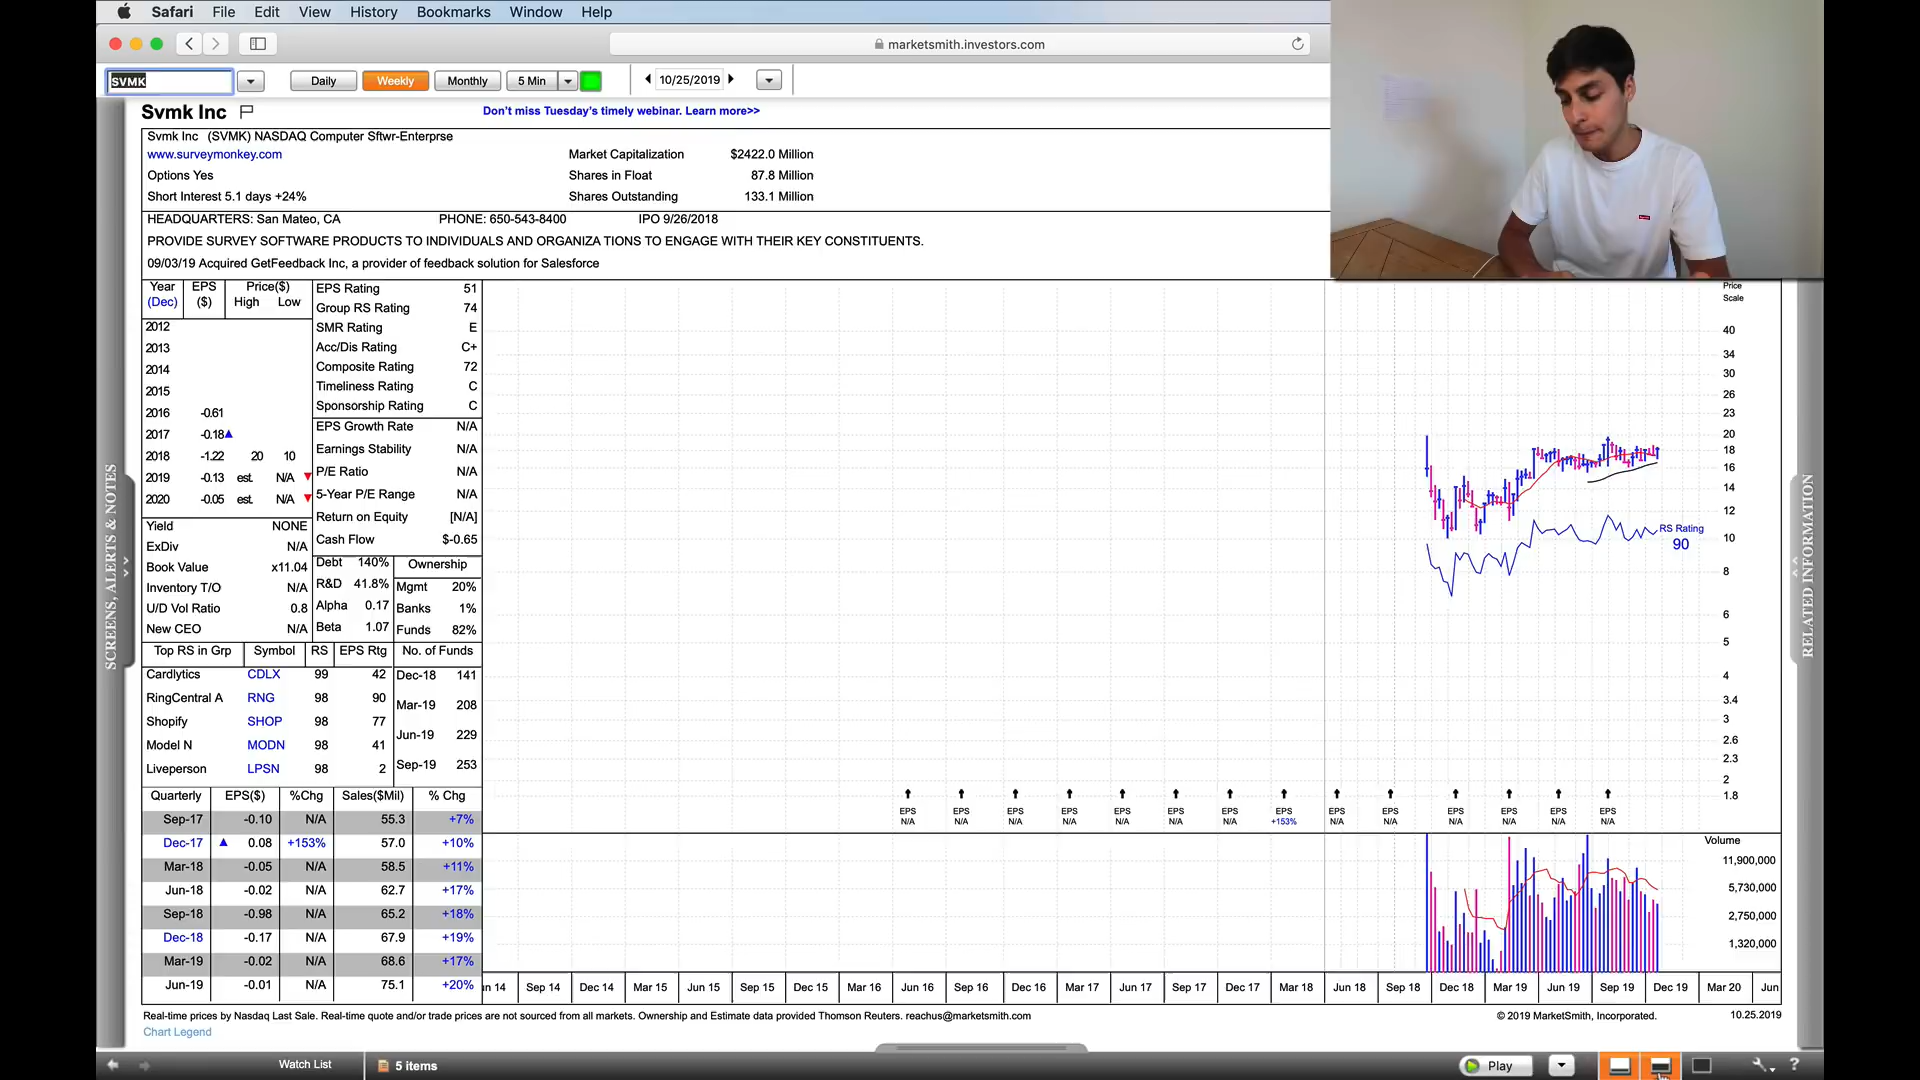 Safari File Edit View History Bookmarks Window Help
marketsmith.investors.com
SVMK Daily Weekly Monthly 5 Min 10/25/2019
Svmk Inc Don't miss Tuesday's timely webinar. Learn more>>
Svmk Inc (SVMK) NASDAQ Computer Sftwr-Enterprse
www.surveymonkey.com Market Capitalization $2422.0 Million
Options Yes Shares in Float 87.8 Million
Short Interest 5.1 days +24% Shares Outstanding 133.1 Million
HEADQUARTERS: San Mateo, CA PHONE: 650-543-8400 IPO 9/26/2018
PROVIDE SURVEY SOFTWARE PRODUCTS TO INDIVIDUALS AND ORGANIZA TIONS TO ENGAGE WITH THEIR KEY CONSTITUENTS.
09/03/19 Acquired GetFeedback Inc, a provider of feedback solution for Salesforce
Year EPS Price($)
(Dec) ($) High Low
2012
2013
2014
2015
2016 -0.61
2017 -0.18
2018 -1.22 20 10
2019 -0.13 est. N/A
2020 -0.05 est. N/A
Yield NONE
ExDiv N/A
Book Value x11.04
Inventory T/O N/A
U/D Vol Ratio 0.8
New CEO N/A
EPS Rating 51
Group RS Rating 74
SMR Rating E
Acc/Dis Rating C+
Composite Rating 72
Timeliness Rating C
Sponsorship Rating C
EPS Growth Rate N/A
Earnings Stability N/A
P/E Ratio N/A
5-Year P/E Range N/A
Return on Equity [N/A]
Cash Flow $-0.65
Debt 140%
R&D 41.8%
Alpha 0.17
Beta 1.07
Ownership
Mgmt 20%
Banks 1%
Funds 82%
Top RS in Grp Symbol RS EPS Rtg
Cardlytics CDLX 99 42
RingCentral A RNG 98 90
Shopify SHOP 98 77
Model N MODN 98 41
Liveperson LPSN 98 2
No. of Funds
Dec-18 141
Mar-19 208
Jun-19 229
Sep-19 253
Quarterly EPS($) %Chg Sales($Mil) % Chg
Sep-17 -0.10 N/A 55.3 +7%
Dec-17 0.08 +153% 57.0 +10%
Mar-18 -0.05 N/A 58.5 +11%
Jun-18 -0.02 N/A 62.7 +17%
Sep-18 -0.98 N/A 65.2 +18%
Dec-18 -0.17 N/A 67.9 +19%
Mar-19 -0.02 N/A 68.6 +17%
Jun-19 -0.01 N/A 75.1 +20%
Price
Scale
40
34
30
26
23
20
18
16
14
12
10
8
6
5
4
3.4
3
2.6
2.3
2
1.8
RS Rating
90
EPS EPS EPS EPS EPS EPS EPS EPS EPS EPS EPS EPS EPS EPS
N/A N/A N/A N/A N/A N/A N/A +153% N/A N/A N/A N/A N/A N/A
Volume
11,900,000
5,730,000
2,750,000
1,320,000
un 14 Sep 14 Dec 14 Mar 15 Jun 15 Sep 15 Dec 15 Mar 16 Jun 16 Sep 16 Dec 16 Mar 17 Jun 17 Sep 17 Dec 17 Mar 18 Jun 18 Sep 18 Dec 18 Mar 19 Jun 19 Sep 19 Dec 19 Mar 20 Jun
Real-time prices by Nasdaq Last Sale. Real-time quote and/or trade prices are not sourced from all markets. Ownership and Estimate data provided Thomson Reuters. reachus@marketsmith.com © 2019 MarketSmith, Incorporated. 10.25.2019
Chart Legend
SCREENS, ALERTS & NOTES
RELATED INFORMATION
Watch List 5 items Play ?